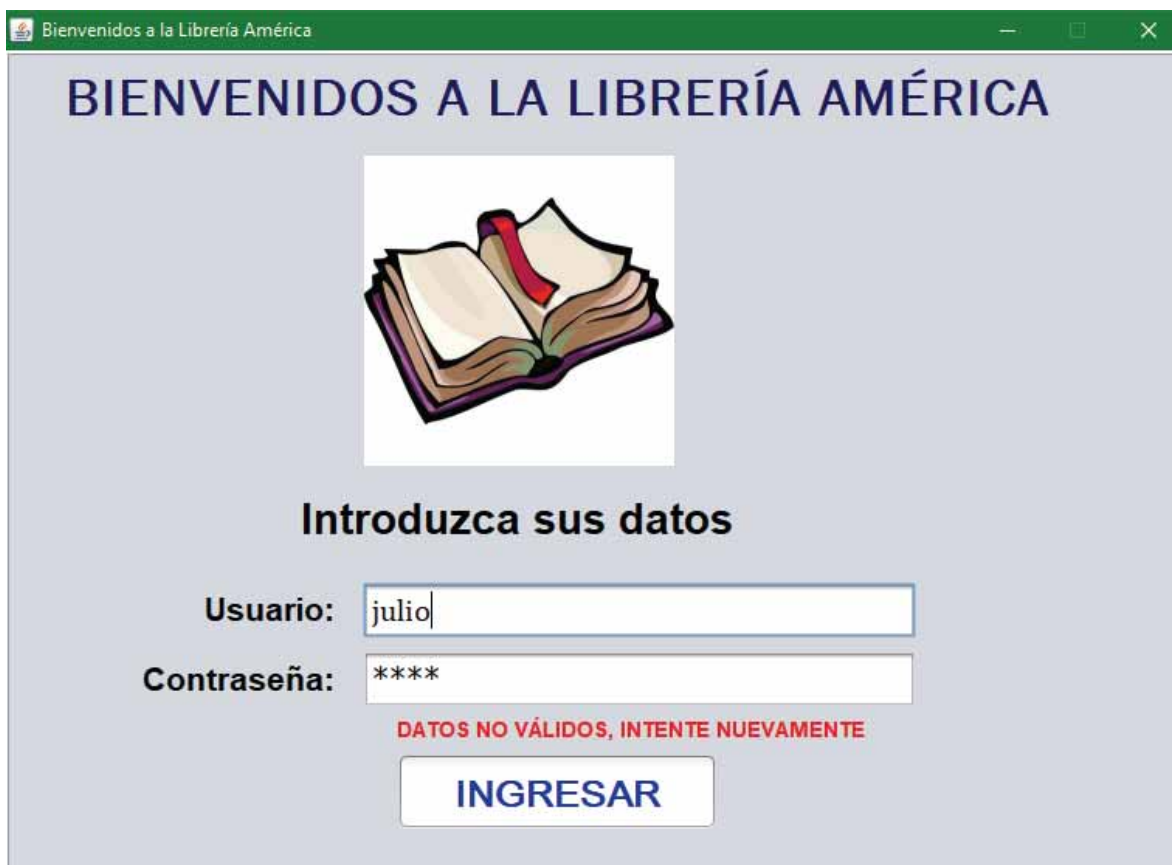 Bienvenidos a la Librería América
BIENVENIDOS A LA LIBRERÍA AMÉRICA
Introduzca sus datos
Usuario: julio
Contraseña: ****
DATOS NO VÁLIDOS, INTENTE NUEVAMENTE
INGRESAR